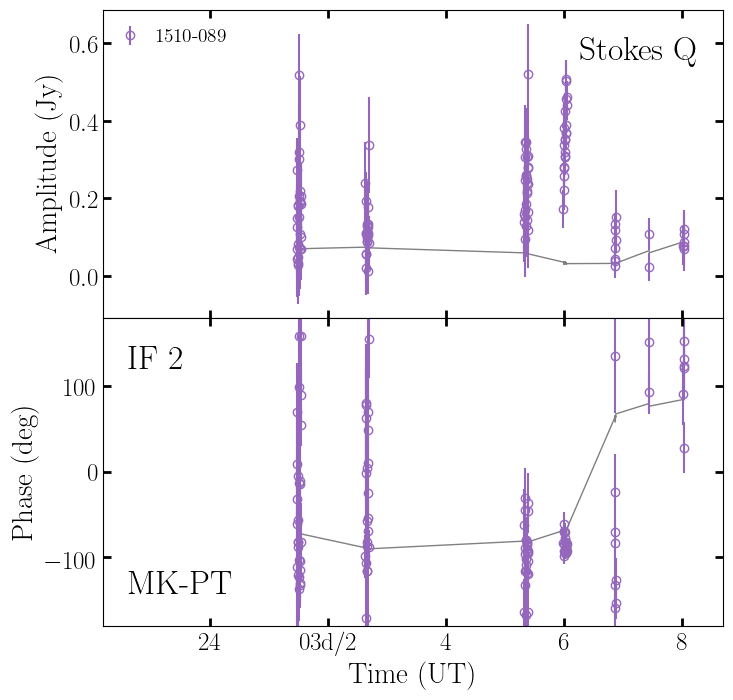 1510-089
Stokes Q
0.6
0.4
0.2
0.0
Amplitude (Jy)
IF 2
100
0
−100
Phase (deg)
MK-PT
24 03d/2 4 6 8
Time (UT)